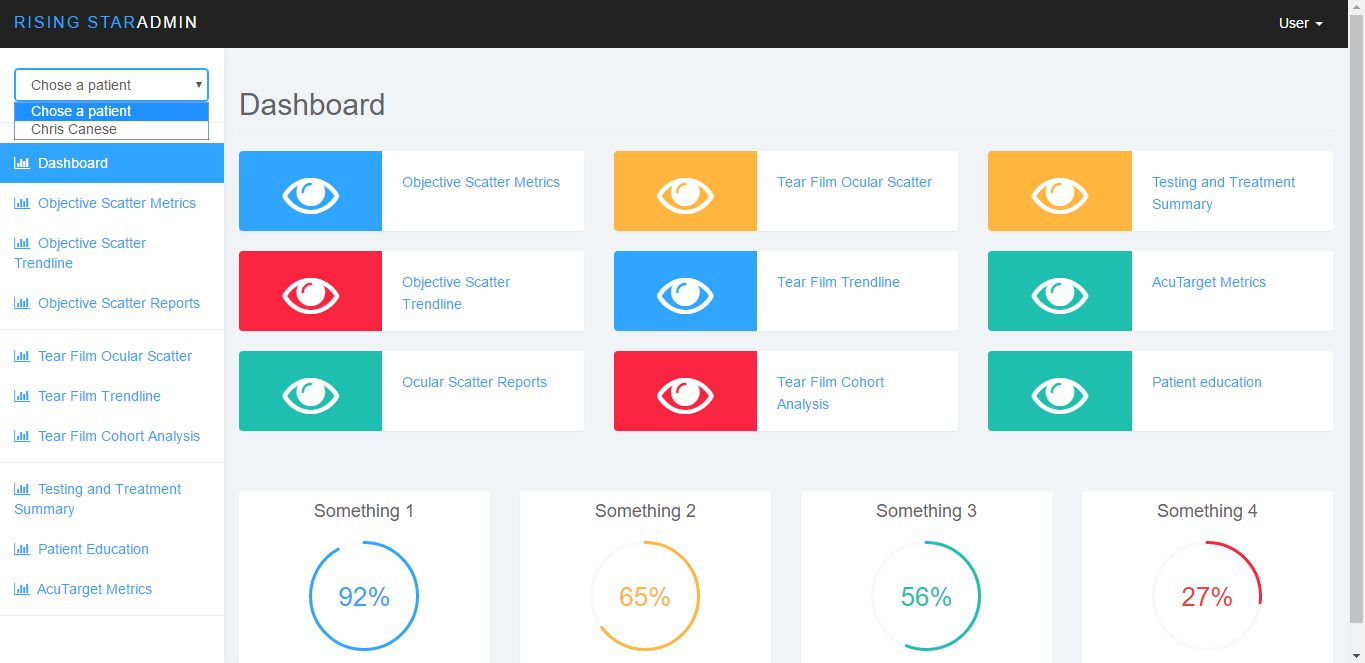 RISING STARADMIN
User
Chose a patient
Chose a patient
Chris Canese
Dashboard
Objective Scatter Metrics
Objective Scatter
Trendline
Objective Scatter Reports
Tear Film Ocular Scatter
Tear Film Trendline
Tear Film Cohort Analysis
Testing and Treatment
Summary
Patient Education
AcuTarget Metrics
Dashboard
Objective Scatter Metrics
Tear Film Ocular Scatter
Testing and Treatment
Summary
Objective Scatter
Trendline
Tear Film Trendline
AcuTarget Metrics
Ocular Scatter Reports
Tear Film Cohort
Analysis
Patient education
Something 1
92%
Something 2
65%
Something 3
56%
Something 4
27%